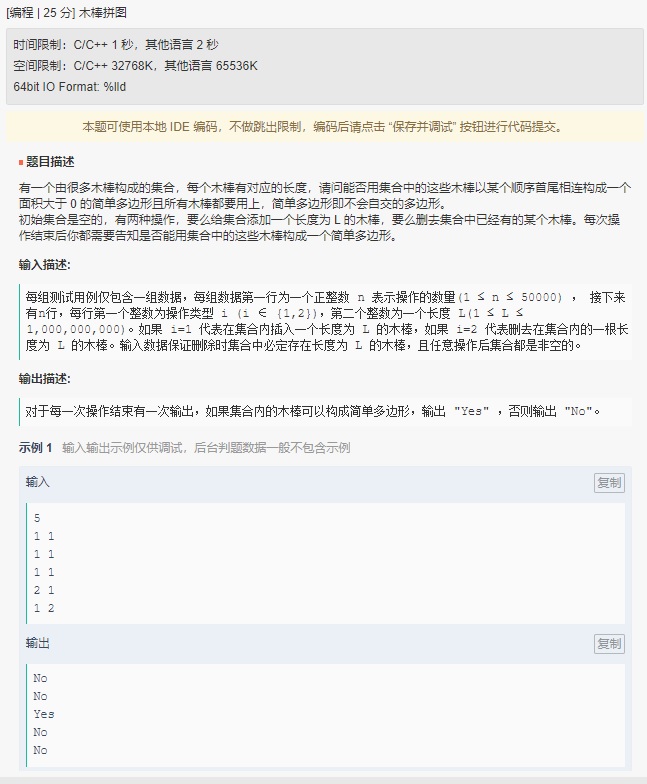 [编程 | 25 分] 木棒拼图
时间限制：C/C++ 1 秒，其他语言 2 秒
空间限制：C/C++ 32768K，其他语言 65536K
64bit IO Format: %lld
本题可使用本地 IDE 编码，不做跳出限制，编码后请点击 “保存并调试” 按钮进行代码提交。
题目描述
有一个由很多木棒构成的集合，每个木棒有对应的长度，请问能否用集合中的这些木棒以某个顺序首尾相连构成一个
面积大于 0 的简单多边形且所有木棒都要用上，简单多边形即不会自交的多边形。
初始集合是空的，有两种操作，要么给集合添加一个长度为 L 的木棒，要么删去集合中已经有的某个木棒。每次操
作结束后你都需要告知是否能用集合中的这些木棒构成一个简单多边形。
输入描述:
每组测试用例仅包含一组数据，每组数据第一行为一个正整数 n 表示操作的数量(1 ≤ n ≤ 50000) ， 接下来
有n行，每行第一个整数为操作类型 i (i ∈ {1,2})，第二个整数为一个长度 L(1 ≤ L ≤
1,000,000,000)。如果 i=1 代表在集合内插入一个长度为 L 的木棒，如果 i=2 代表删去在集合内的一根长
度为 L 的木棒。输入数据保证删除时集合中必定存在长度为 L 的木棒，且任意操作后集合都是非空的。
输出描述:
对于每一次操作结束有一次输出，如果集合内的木棒可以构成简单多边形，输出 "Yes" ，否则输出 "No"。
示例 1 输入输出示例仅供调试，后台判题数据一般不包含示例
输入
复制
5
1 1
1 1
1 1
2 1
1 2
输出
复制
No
No
Yes
No
No